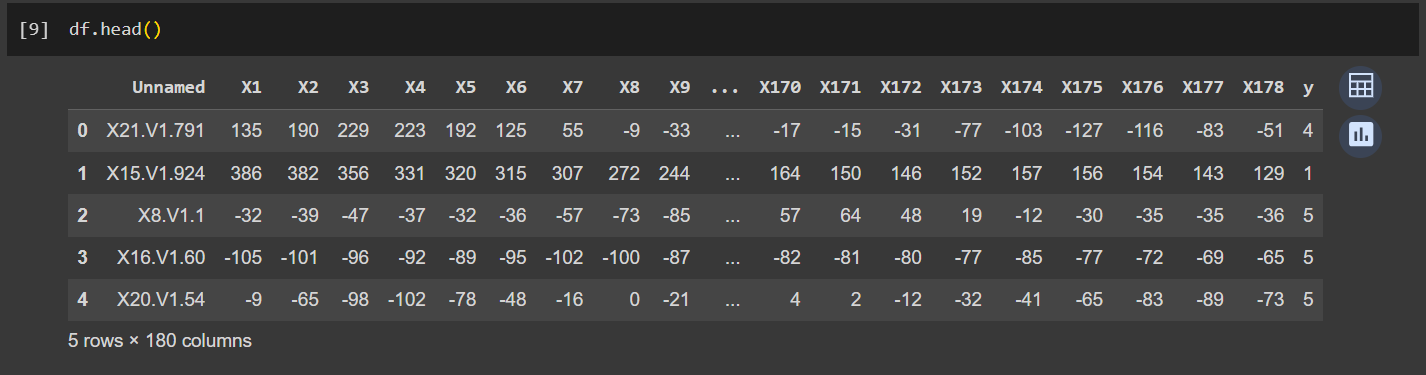 [9] df.head()
Unnamed X1 X2 X3 X4 X5 X6 X7 X8 X9 ... X170 X171 X172 X173 X174 X175 X176 X177 X178 y
0 X21.V1.791 135 190 229 223 192 125 55 -9 -33 ... -17 -15 -31 -77 -103 -127 -116 -83 -51 4
1 X15.V1.924 386 382 356 331 320 315 307 272 244 ... 164 150 146 152 157 156 154 143 129 1
2 X8.V1.1 -32 -39 -47 -37 -32 -36 -57 -73 -85 ... 57 64 48 19 -12 -30 -35 -35 -36 5
3 X16.V1.60 -105 -101 -96 -92 -89 -95 -102 -100 -87 ... -82 -81 -80 -77 -85 -77 -72 -69 -65 5
4 X20.V1.54 -9 -65 -98 -102 -78 -48 -16 0 -21 ... 4 2 -12 -32 -41 -65 -83 -89 -73 5
5 rows × 180 columns